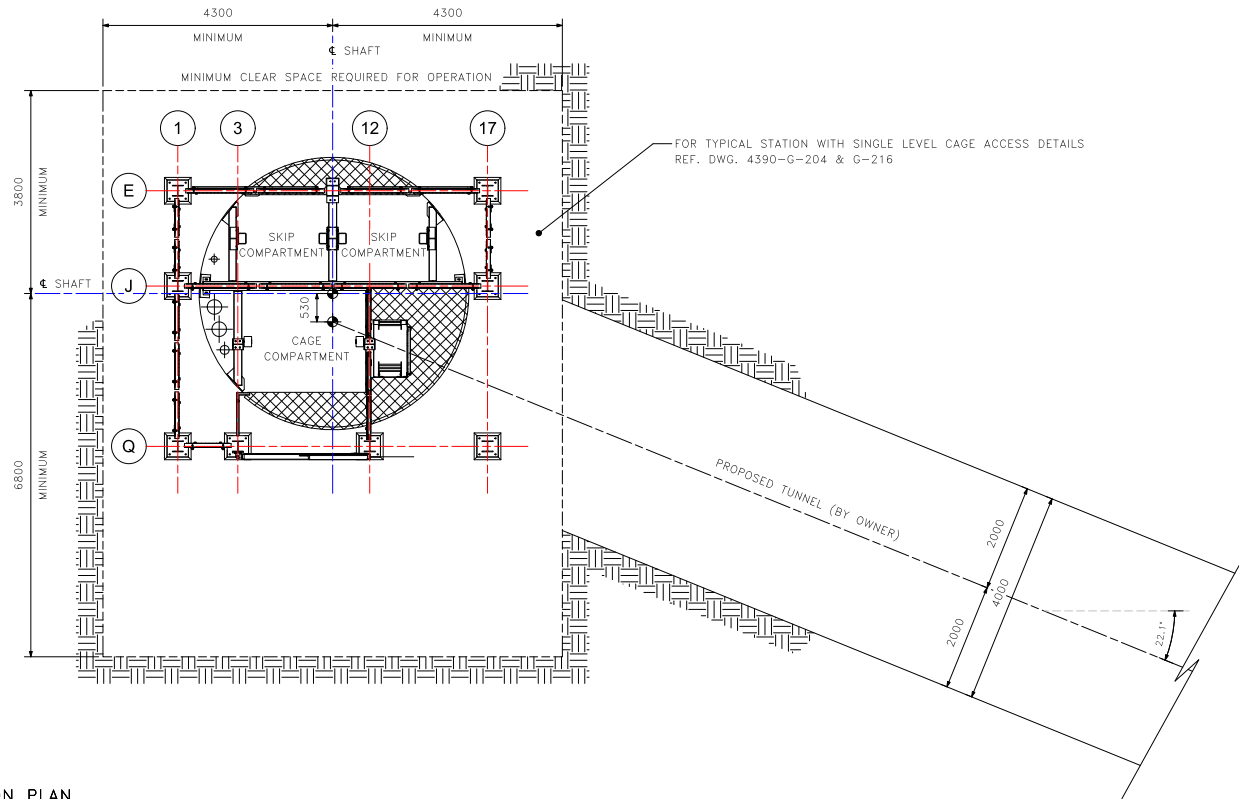 4300
4300
MINIMUM
MINIMUM
℄ SHAFT
MINIMUM CLEAR SPACE REQUIRED FOR OPERATION
1
3
12
17
FOR TYPICAL STATION WITH SINGLE LEVEL CAGE ACCESS DETAILS
REF. DWG. 4390-G-204 & G-216
3800
MINIMUM
E
SKIP
COMPARTMENT
SKIP
COMPARTMENT
℄ SHAFT
J
530
CAGE
COMPARTMENT
Q
6800
MINIMUM
PROPOSED TUNNEL (BY OWNER)
2000
4000
2000
22.1°
ON PLAN